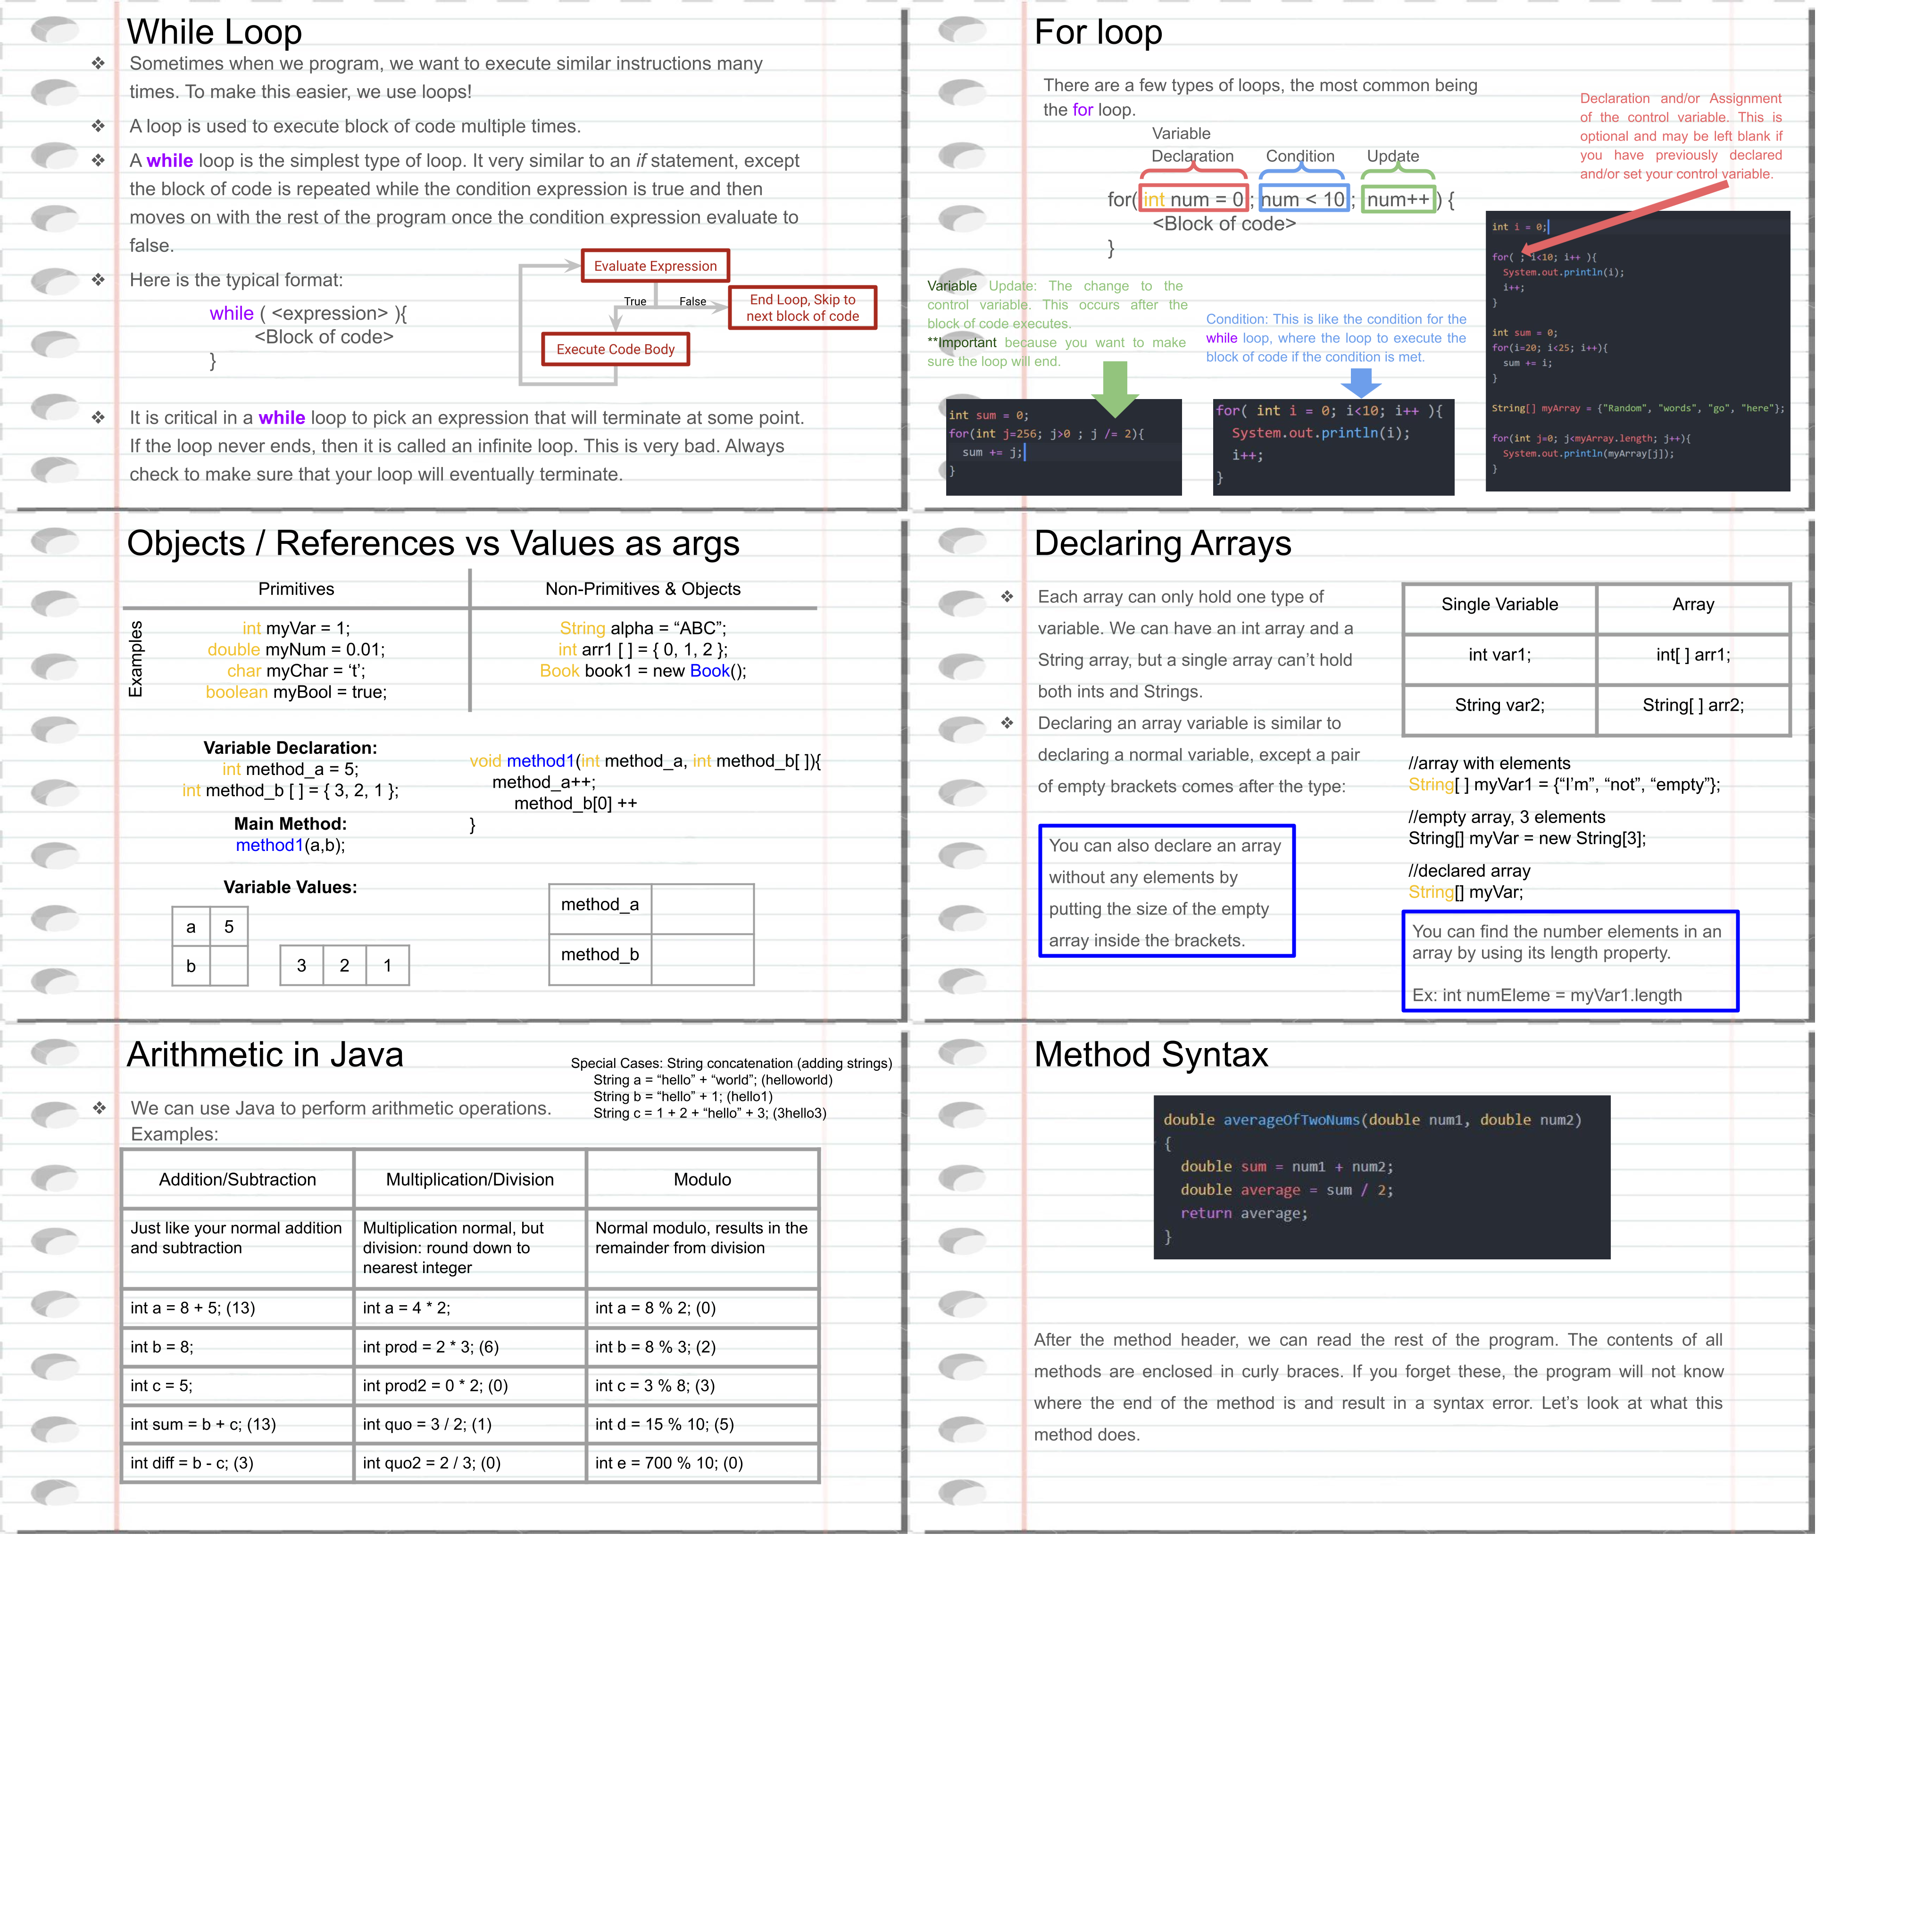 While Loop
❖ Sometimes when we program, we want to execute similar instructions many
times. To make this easier, we use loops!
❖ A loop is used to execute block of code multiple times.
❖ A while loop is the simplest type of loop. It very similar to an if statement, except
the block of code is repeated while the condition expression is true and then
moves on with the rest of the program once the condition expression evaluate to
false.
❖ Here is the typical format:
while ( <expression> ){
<Block of code>
}
Evaluate Expression
True
False
End Loop, Skip to
next block of code
Execute Code Body
❖ It is critical in a while loop to pick an expression that will terminate at some point.
If the loop never ends, then it is called an infinite loop. This is very bad. Always
check to make sure that your loop will eventually terminate.
For loop
There are a few types of loops, the most common being
the for loop.
Variable
Declaration
Condition
Update
for( int num = 0 ; num < 10 ; num++ ) {
<Block of code>
}
Declaration and/or Assignment
of the control variable. This is
optional and may be left blank if
you have previously declared
and/or set your control variable.
Variable Update: The change to the
control variable. This occurs after the
block of code executes.
**Important because you want to make
sure the loop will end.
Condition: This is like the condition for the
while loop, where the loop to execute the
block of code if the condition is met.
int sum = 0;
for(int j=256; j>0 ; j /= 2){
sum += j;
}
for( int i = 0; i<10; i++ ){
System.out.println(i);
i++;
}
int i = 0;
for( ; i<10; i++ ){
System.out.println(i);
i++;
}
int sum = 0;
for(i=20; i<25; i++){
sum += i;
}
String[] myArray = {"Random", "words", "go", "here"};
for(int j=0; j<myArray.length; j++){
System.out.println(myArray[j]);
}
Objects / References vs Values as args
Primitives
Non-Primitives & Objects
Examples
int myVar = 1;
double myNum = 0.01;
char myChar = ‘t’;
boolean myBool = true;
String alpha = “ABC”;
int arr1 [ ] = { 0, 1, 2 };
Book book1 = new Book();
Variable Declaration:
int method_a = 5;
int method_b [ ] = { 3, 2, 1 };
Main Method:
method1(a,b);
void method1(int method_a, int method_b[ ]){
method_a++;
method_b[0] ++
}
Variable Values:
a 5
b
3 2 1
method_a
method_b
Declaring Arrays
❖ Each array can only hold one type of
variable. We can have an int array and a
String array, but a single array can’t hold
both ints and Strings.
❖ Declaring an array variable is similar to
declaring a normal variable, except a pair
of empty brackets comes after the type:
You can also declare an array
without any elements by
putting the size of the empty
array inside the brackets.
Single Variable Array
int var1; int[ ] arr1;
String var2; String[ ] arr2;
//array with elements
String[ ] myVar1 = {“I’m”, “not”, “empty”};
//empty array, 3 elements
String[] myVar = new String[3];
//declared array
String[] myVar;
You can find the number elements in an
array by using its length property.
Ex: int numEleme = myVar1.length
Arithmetic in Java
Special Cases: String concatenation (adding strings)
String a = “hello” + “world”; (helloworld)
String b = “hello” + 1; (hello1)
String c = 1 + 2 + “hello” + 3; (3hello3)
❖ We can use Java to perform arithmetic operations.
Examples:
Addition/Subtraction Multiplication/Division Modulo
Just like your normal addition
and subtraction
Multiplication normal, but
division: round down to
nearest integer
Normal modulo, results in the
remainder from division
int a = 8 + 5; (13) int a = 4 * 2; int a = 8 % 2; (0)
int b = 8; int prod = 2 * 3; (6) int b = 8 % 3; (2)
int c = 5; int prod2 = 0 * 2; (0) int c = 3 % 8; (3)
int sum = b + c; (13) int quo = 3 / 2; (1) int d = 15 % 10; (5)
int diff = b - c; (3) int quo2 = 2 / 3; (0) int e = 700 % 10; (0)
Method Syntax
double averageOfTwoNums(double num1, double num2)
{
double sum = num1 + num2;
double average = sum / 2;
return average;
}
After the method header, we can read the rest of the program. The contents of all
methods are enclosed in curly braces. If you forget these, the program will not know
where the end of the method is and result in a syntax error. Let’s look at what this
method does.